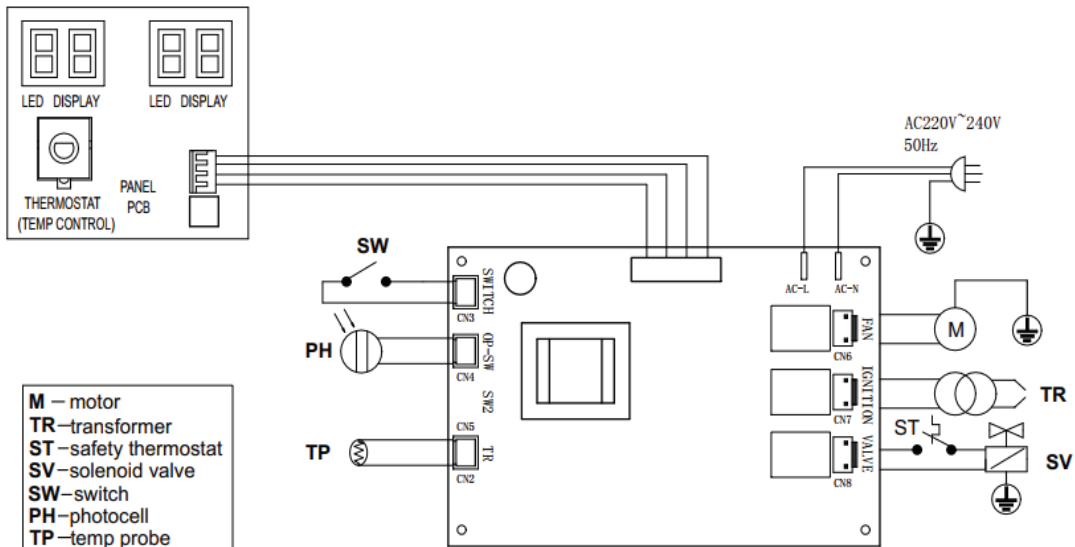 LED DISPLAY
LED DISPLAY
THERMOSTAT
(TEMP CONTROL)
PANEL
PCB
AC220V~240V
50Hz
SW
SWITCH
CN3
PH
OP-SW
CN4
SW2
CN5
TP
TR
CN2
AC-L
AC-N
FAN
CN6
M
IGNITION
CN7
TR
VALVE
CN8
ST
SV
M – motor
TR–transformer
ST –safety thermostat
SV–solenoid valve
SW–switch
PH–photocell
TP –temp probe